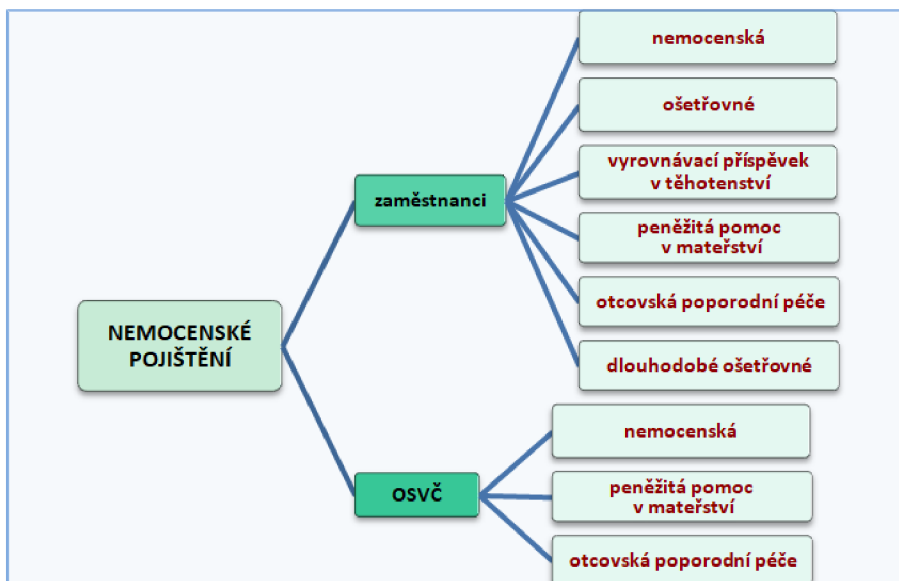 NEMOCENSKÉ
POJIŠTĚNÍ
zaměstnanci
nemocenská
ošetřovné
vyrovnávací příspěvek
v těhotenství
peněžitá pomoc
v mateřství
otcovská poporodní péče
dlouhodobé ošetřovné
OSVČ
nemocenská
peněžitá pomoc
v mateřství
otcovská poporodní péče